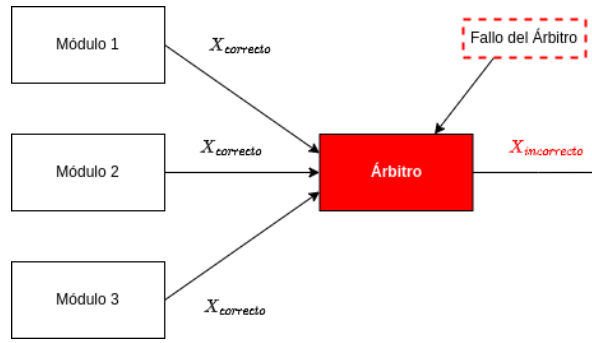 Módulo 1
X_correcto
Fallo del Árbitro
Módulo 2
X_correcto
Árbitro
X_incorrecto
Módulo 3
X_correcto